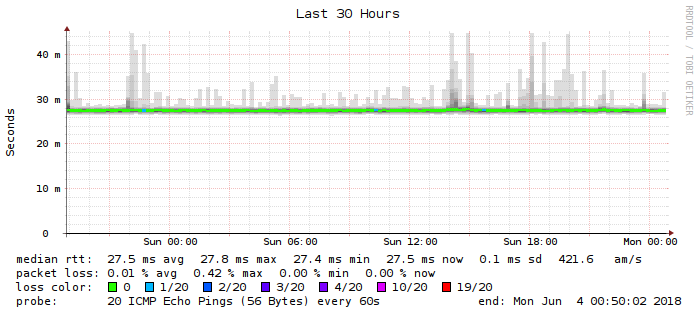 Last 30 Hours
RRDTOOL / TOBI OETIKER
Seconds
40 m
30 m
20 m
10 m
0
Sun 00:00 Sun 06:00 Sun 12:00 Sun 18:00 Mon 00:00
median rtt: 27.5 ms avg 27.8 ms max 27.4 ms min 27.5 ms now 0.1 ms sd 421.6 am/s
packet loss: 0.01 % avg 0.42 % max 0.00 % min 0.00 % now
loss color: 0 1/20 2/20 3/20 4/20 10/20 19/20
probe: 20 ICMP Echo Pings (56 Bytes) every 60s end: Mon Jun 4 00:50:02 2018